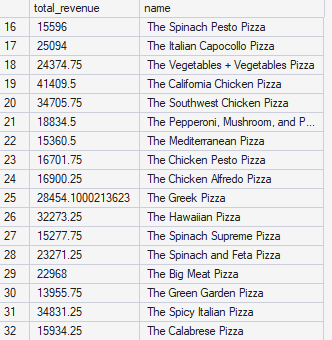 total_revenue name
16 15596 The Spinach Pesto Pizza
17 25094 The Italian Capocollo Pizza
18 24374.75 The Vegetables + Vegetables Pizza
19 41409.5 The California Chicken Pizza
20 34705.75 The Southwest Chicken Pizza
21 18834.5 The Pepperoni, Mushroom, and P...
22 15360.5 The Mediterranean Pizza
23 16701.75 The Chicken Pesto Pizza
24 16900.25 The Chicken Alfredo Pizza
25 28454.1000213623 The Greek Pizza
26 32273.25 The Hawaiian Pizza
27 15277.75 The Spinach Supreme Pizza
28 23271.25 The Spinach and Feta Pizza
29 22968 The Big Meat Pizza
30 13955.75 The Green Garden Pizza
31 34831.25 The Spicy Italian Pizza
32 15934.25 The Calabrese Pizza